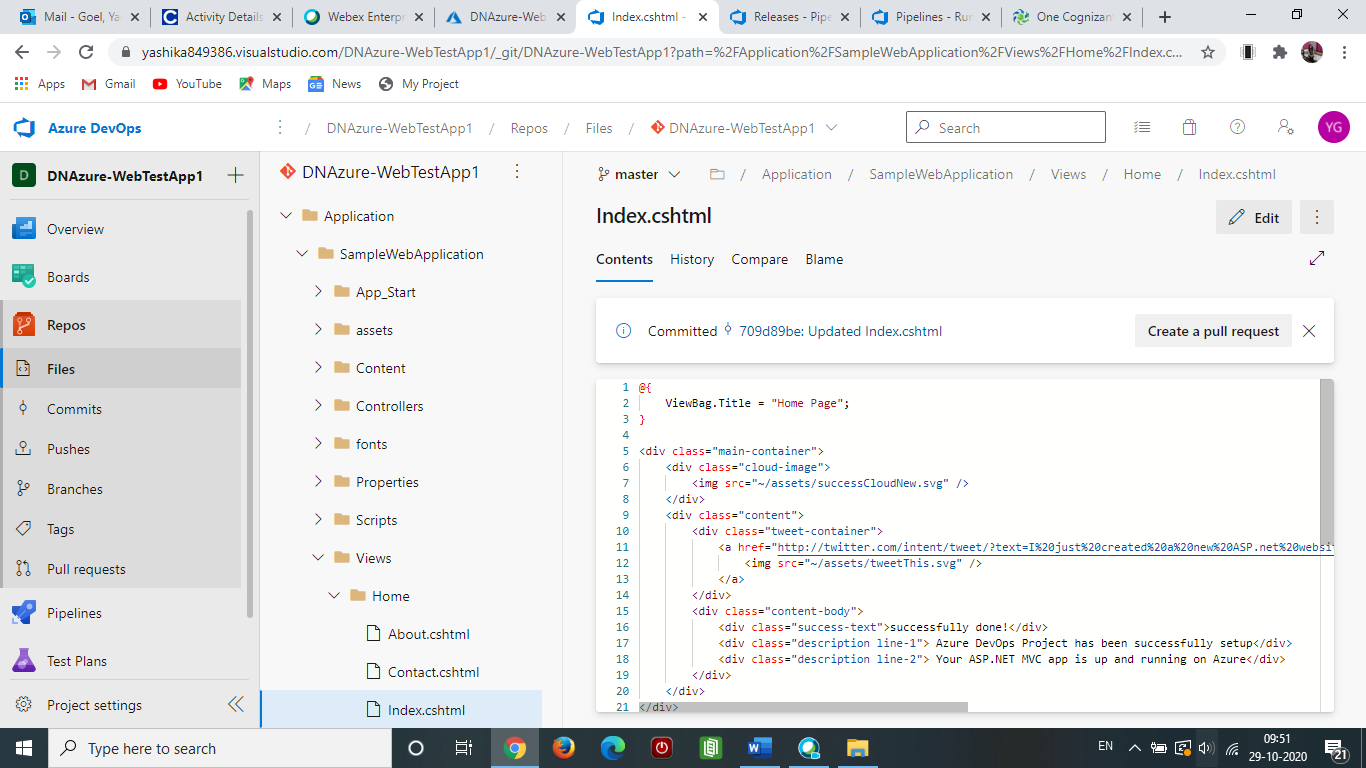 Mail - Goel, Ya
Activity Details
Webex Enterpr
DNAzure-Web
Index.cshtml -
Releases - Pipe
Pipelines - Run
One Cognizan
yashika849386.visualstudio.com/DNAzure-WebTestApp1/_git/DNAzure-WebTestApp1?path=%2FApplication%2FSampleWebApplication%2FViews%2FHome%2FIndex.c...
Apps
Gmail
YouTube
Maps
News
My Project
Azure DevOps
/ DNAzure-WebTestApp1 / Repos / Files / DNAzure-WebTestApp1
Search
YG
D DNAzure-WebTestApp1
Overview
Boards
Repos
Files
Commits
Pushes
Branches
Tags
Pull requests
Pipelines
Test Plans
Project settings
DNAzure-WebTestApp1
Application
SampleWebApplication
App_Start
assets
Content
Controllers
fonts
Properties
Scripts
Views
Home
About.cshtml
Contact.cshtml
Index.cshtml
master / Application / SampleWebApplication / Views / Home / Index.cshtml
Index.cshtml
Edit
Contents History Compare Blame
Committed 709d89be: Updated Index.cshtml
Create a pull request
1 @{
2 ViewBag.Title = "Home Page";
3 }
4
5 <div class="main-container">
6 <div class="cloud-image">
7 <img src="~/assets/successCloudNew.svg" />
8 </div>
9 <div class="content">
10 <div class="tweet-container">
11 <a href="http://twitter.com/intent/tweet/?text=I%20just%20created%20a%20new%20ASP.net%20websi
12 <img src="~/assets/tweetThis.svg" />
13 </a>
14 </div>
15 <div class="content-body">
16 <div class="success-text">successfully done!</div>
17 <div class="description line-1"> Azure DevOps Project has been successfully setup</div>
18 <div class="description line-2"> Your ASP.NET MVC app is up and running on Azure</div>
19 </div>
20 </div>
21 </div>
Type here to search
EN
09:51
29-10-2020
21